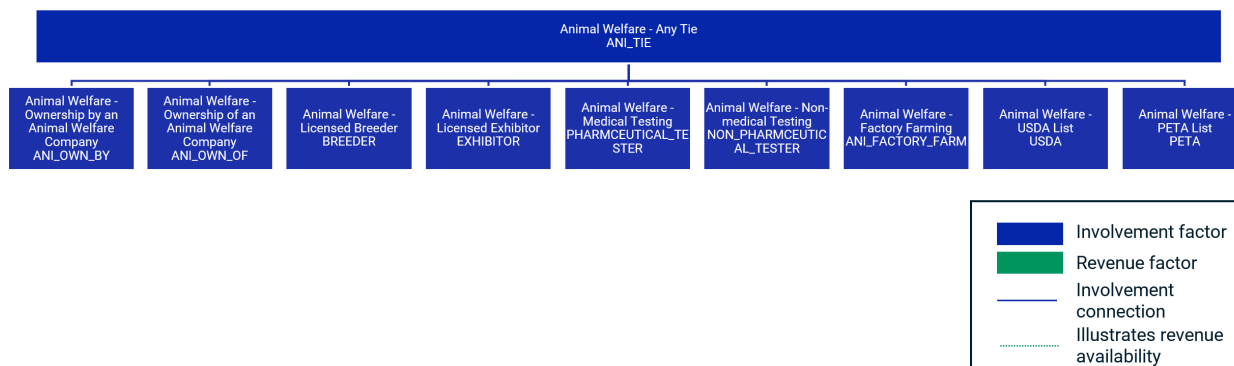 Animal Welfare - Any Tie
ANI_TIE
Animal Welfare -
Ownership by an
Animal Welfare
Company
ANI_OWN_BY
Animal Welfare -
Ownership of an
Animal Welfare
Company
ANI_OWN_OF
Animal Welfare -
Licensed Breeder
BREEDER
Animal Welfare -
Licensed Exhibitor
EXHIBITOR
Animal Welfare -
Medical Testing
PHARMCEUTICAL_TE
STER
Animal Welfare - Non-
medical Testing
NON_PHARMCEUTIC
AL_TESTER
Animal Welfare -
Factory Farming
ANI_FACTORY_FARM
Animal Welfare -
USDA List
USDA
Animal Welfare -
PETA List
PETA
Involvement factor
Revenue factor
Involvement
connection
Illustrates revenue
availability